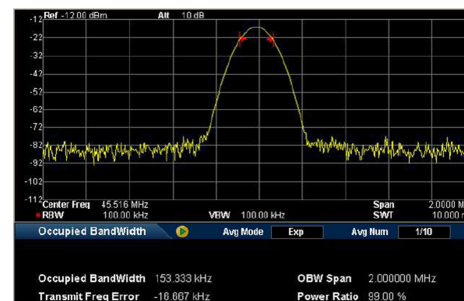 Ref -12.00 dBm Att 10 dB
-12
-22
-32
-42
-52
-62
-72
-82
-92
-102
-112
Center Freq 45.516 MHz Span 2.0000 M
RBW 100.00 kHz VBW 100.00 kHz SWT 10.000 m
Occupied BandWidth Avg Mode Exp Avg Num 1/10
Occupied BandWidth 153.333 kHz OBW Span 2.000000 MHz
Transmit Freq Error -16.667 kHz Power Ratio 99.00 %